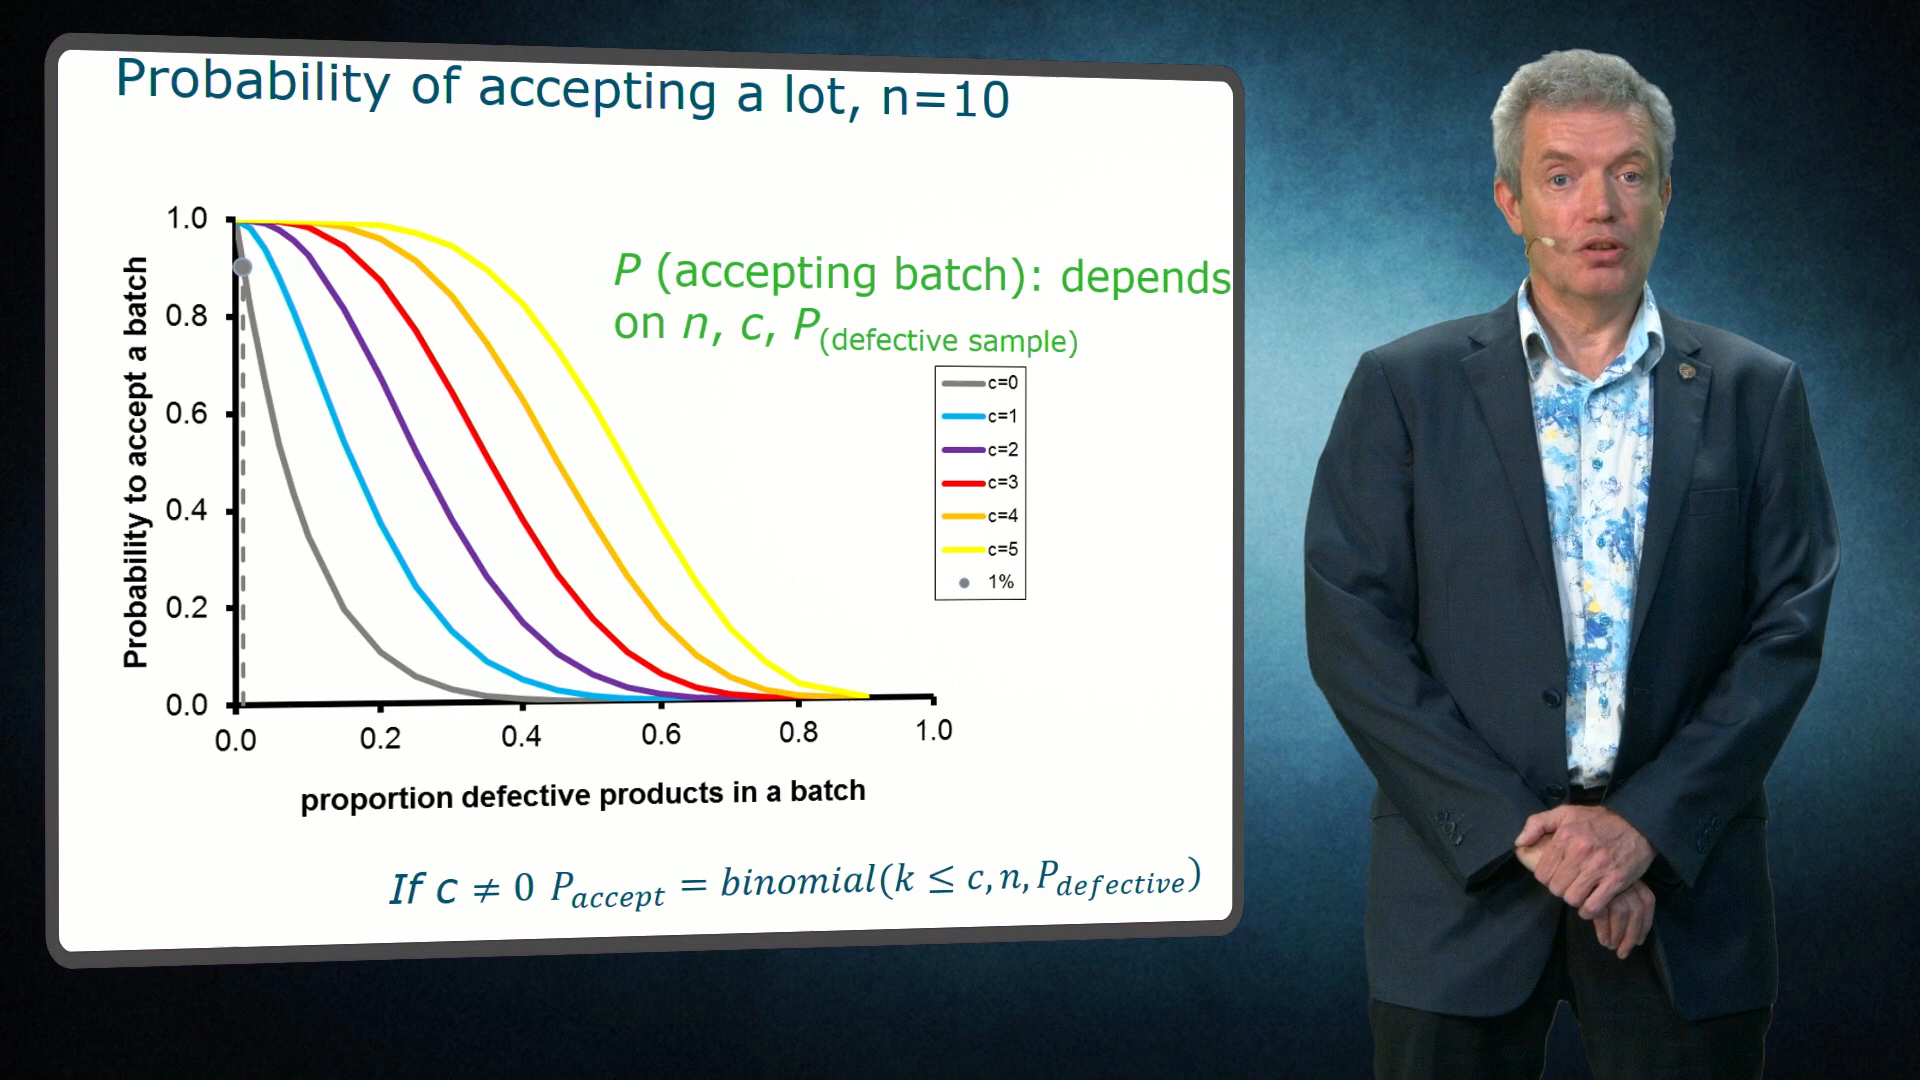 Probability of accepting a lot, n=10
P (accepting batch): depends
on n, c, P(defective sample)
Probability to accept a batch
1.0
0.8
0.6
0.4
0.2
0.0
0.0 0.2 0.4 0.6 0.8 1.0
proportion defective products in a batch
c=0
c=1
c=2
c=3
c=4
c=5
1%
If c ≠ 0 Paccept = binomial(k ≤ c, n, Pdefective)